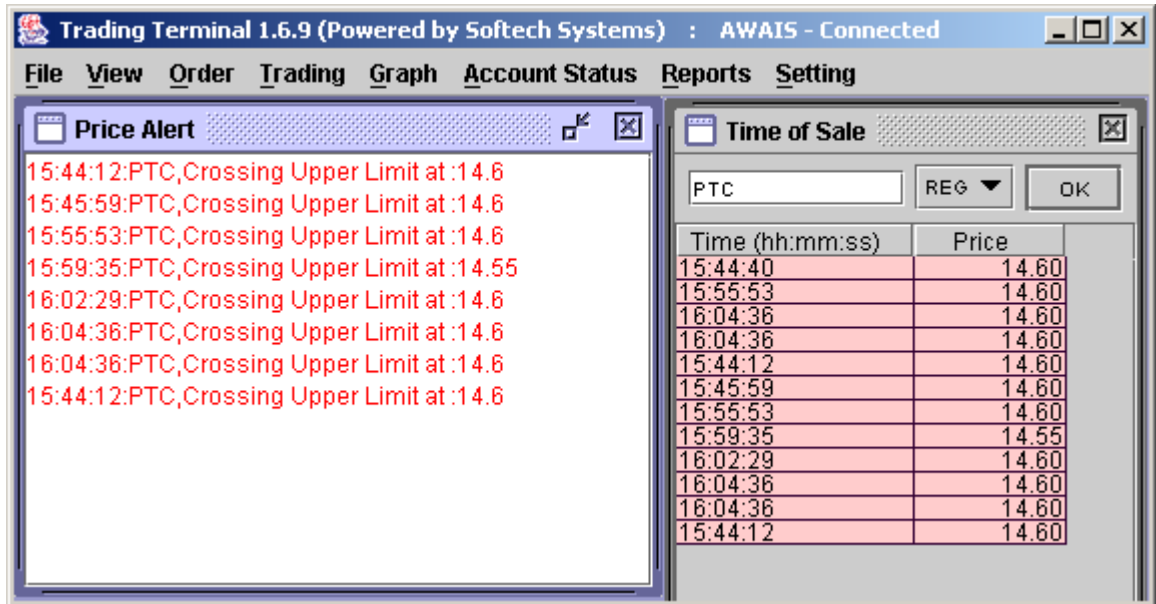 Trading Terminal 1.6.9 (Powered by Softech Systems) : AWAIS - Connected
File View Order Trading Graph Account Status Reports Setting
Price Alert
15:44:12:PTC,Crossing Upper Limit at :14.6
15:45:59:PTC,Crossing Upper Limit at :14.6
15:55:53:PTC,Crossing Upper Limit at :14.6
15:59:35:PTC,Crossing Upper Limit at :14.55
16:02:29:PTC,Crossing Upper Limit at :14.6
16:04:36:PTC,Crossing Upper Limit at :14.6
16:04:36:PTC,Crossing Upper Limit at :14.6
15:44:12:PTC,Crossing Upper Limit at :14.6
Time of Sale
PTC REG OK
Time (hh:mm:ss) Price
15:44:40 14.60
15:55:53 14.60
16:04:36 14.60
16:04:36 14.60
15:44:12 14.60
15:45:59 14.60
15:55:53 14.60
15:59:35 14.55
16:02:29 14.60
16:04:36 14.60
16:04:36 14.60
15:44:12 14.60